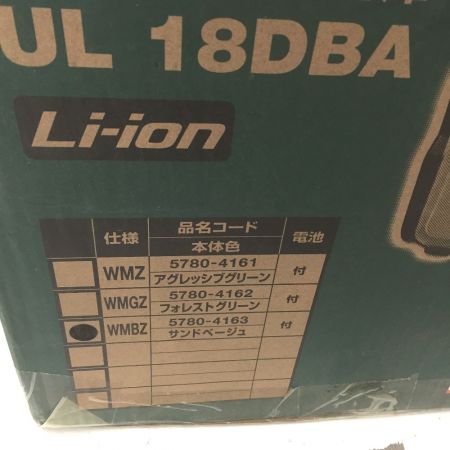 UL 18DBA
Li-ion
仕様 品名コード 本体色 電池
WMZ 5780-4161 アグレッシブグリーン 付
WMGZ 5780-4162 フォレストグリーン 付
WMBZ 5780-4163 サンドベージュ 付